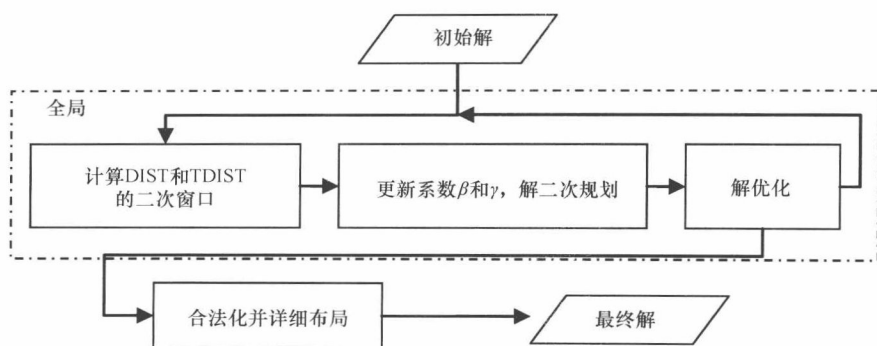 初始解
全局
计算DIST和TDIST
的二次窗口
更新系数β和γ，解二次规划
解优化
合法化并详细布局
最终解